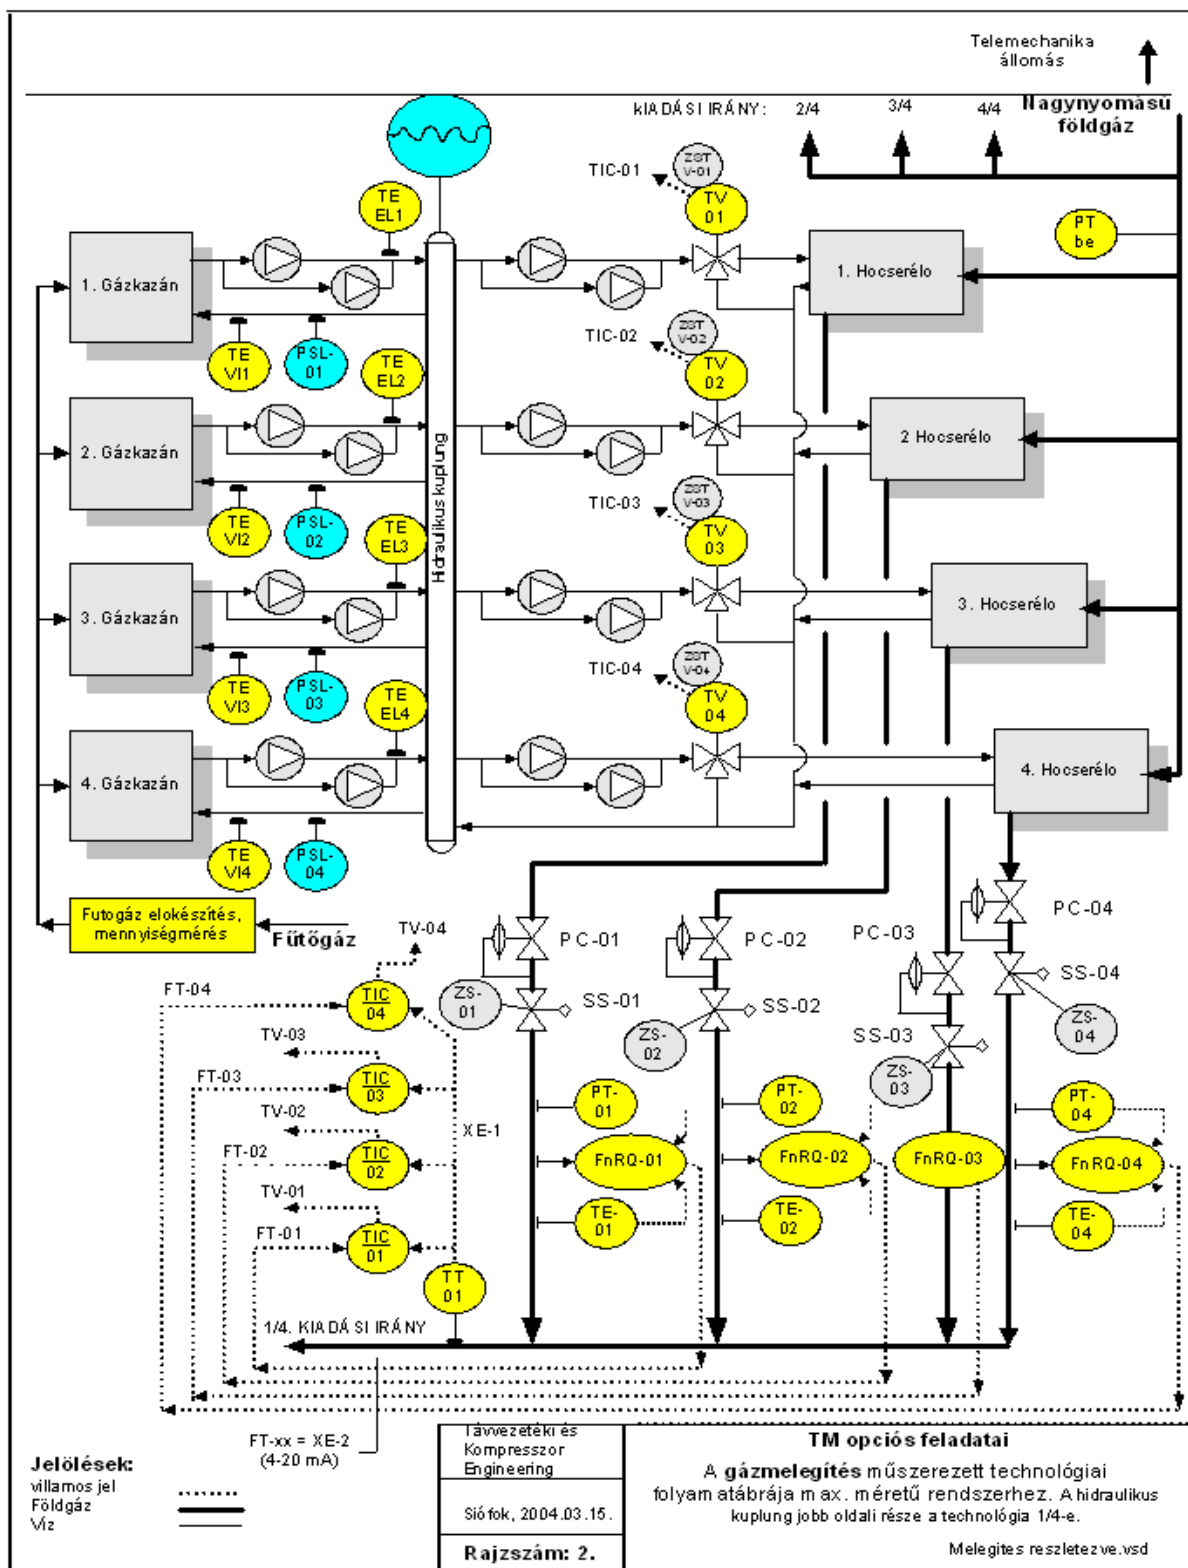 Telemechanika
állomás
KIADÁSI IRÁNY:
2/4
3/4
4/4
Nagynyomású
földgáz
TIC-01
ZST
V-01
TV
01
TE
EL1
PT
be
1. Gázkazán
1. Hocserélo
TE
VI1
PSL-
01
TE
EL2
TIC-02
ZST
V-02
TV
02
2. Gázkazán
2 Hocserélo
Hidraulikus kuplung
TE
VI2
PSL-
02
TE
EL3
TIC-03
ZST
V-03
TV
03
3. Gázkazán
3. Hocserélo
TE
VI3
PSL-
03
TE
EL4
TIC-04
ZST
V-04
TV
04
4. Gázkazán
4. Hocserélo
TE
VI4
PSL-
04
Futogáz elokészítés,
mennyiségmérés
Fűtőgáz
TV-04
PC-01
PC-02
PC-03
PC-04
FT-04
TIC
04
ZS-
01
SS-01
ZS-
02
SS-02
SS-03
ZS-
03
SS-04
ZS-
04
TV-03
FT-03
TIC
03
TV-02
XE-1
FT-02
TIC
02
TV-01
FT-01
TIC
01
TT
01
PT-
01
FnRQ-01
TE-
01
PT-
02
FnRQ-02
TE-
02
FnRQ-03
PT-
04
FnRQ-04
TE-
04
1/4. KIADÁSI IRÁNY
FT-xx = XE-2
(4-20 mA)
Jelölések:
villamos jel
Földgáz
Víz
Távvezetéki és
Kompresszor
Engineering
Siófok, 2004.03.15.
Rajzszám: 2.
TM opciós feladatai
A gázmelegítés műszerezett technológiai
folyamatábrája max. méretű rendszerhez. A hidraulikus
kuplung jobb oldali része a technológia 1/4-e.
Melegites reszletezve.vsd